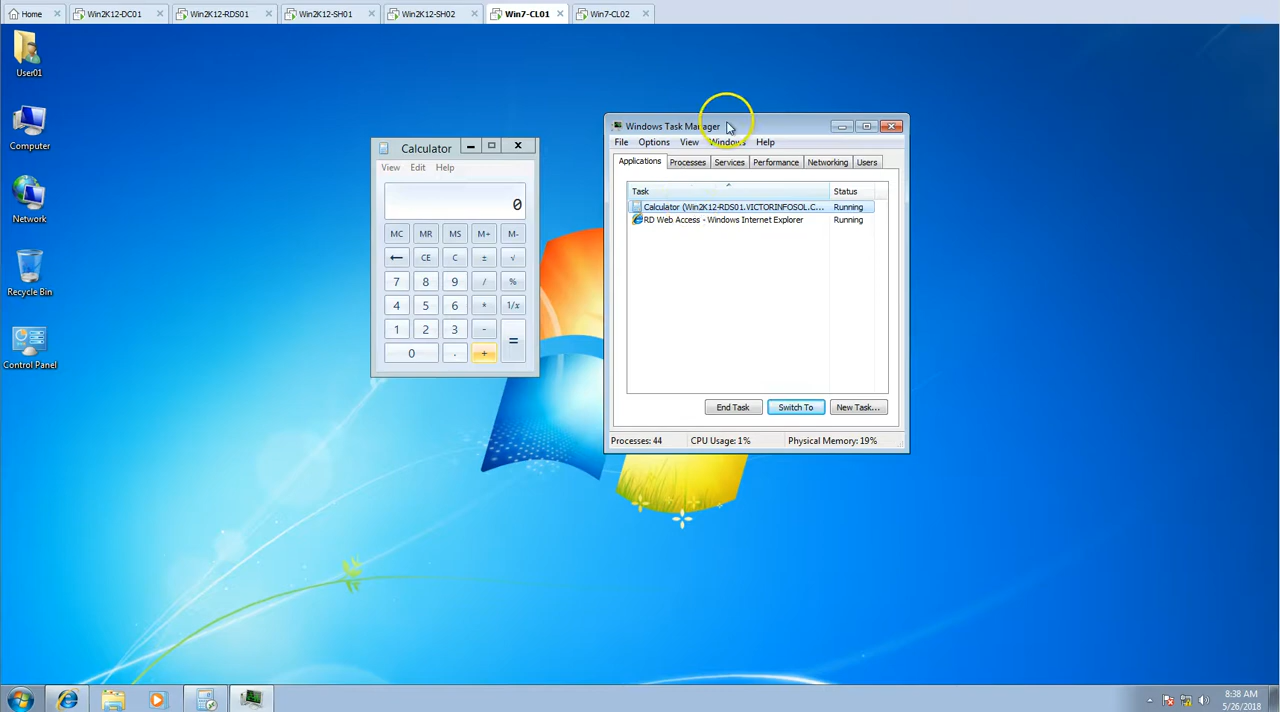 Home Win2K12-DC01 Win2K12-RDS01 Win2K12-SH01 Win2K12-SH02 Win7-CL01 Win7-CL02
User01
Computer
Network
Recycle Bin
Control Panel
Calculator
View Edit Help
0
MC MR MS M+ M-
← CE C ± √
7 8 9 / %
4 5 6 * 1/x
1 2 3 - =
0 . +
Windows Task Manager
File Options View Windows Help
Applications Processes Services Performance Networking Users
Task Status
Calculator (Win2K12-RDS01.VICTORINFOSOL.C... Running
RD Web Access - Windows Internet Explorer Running
End Task Switch To New Task...
Processes: 44 CPU Usage: 1% Physical Memory: 19%
8:38 AM
5/26/2018